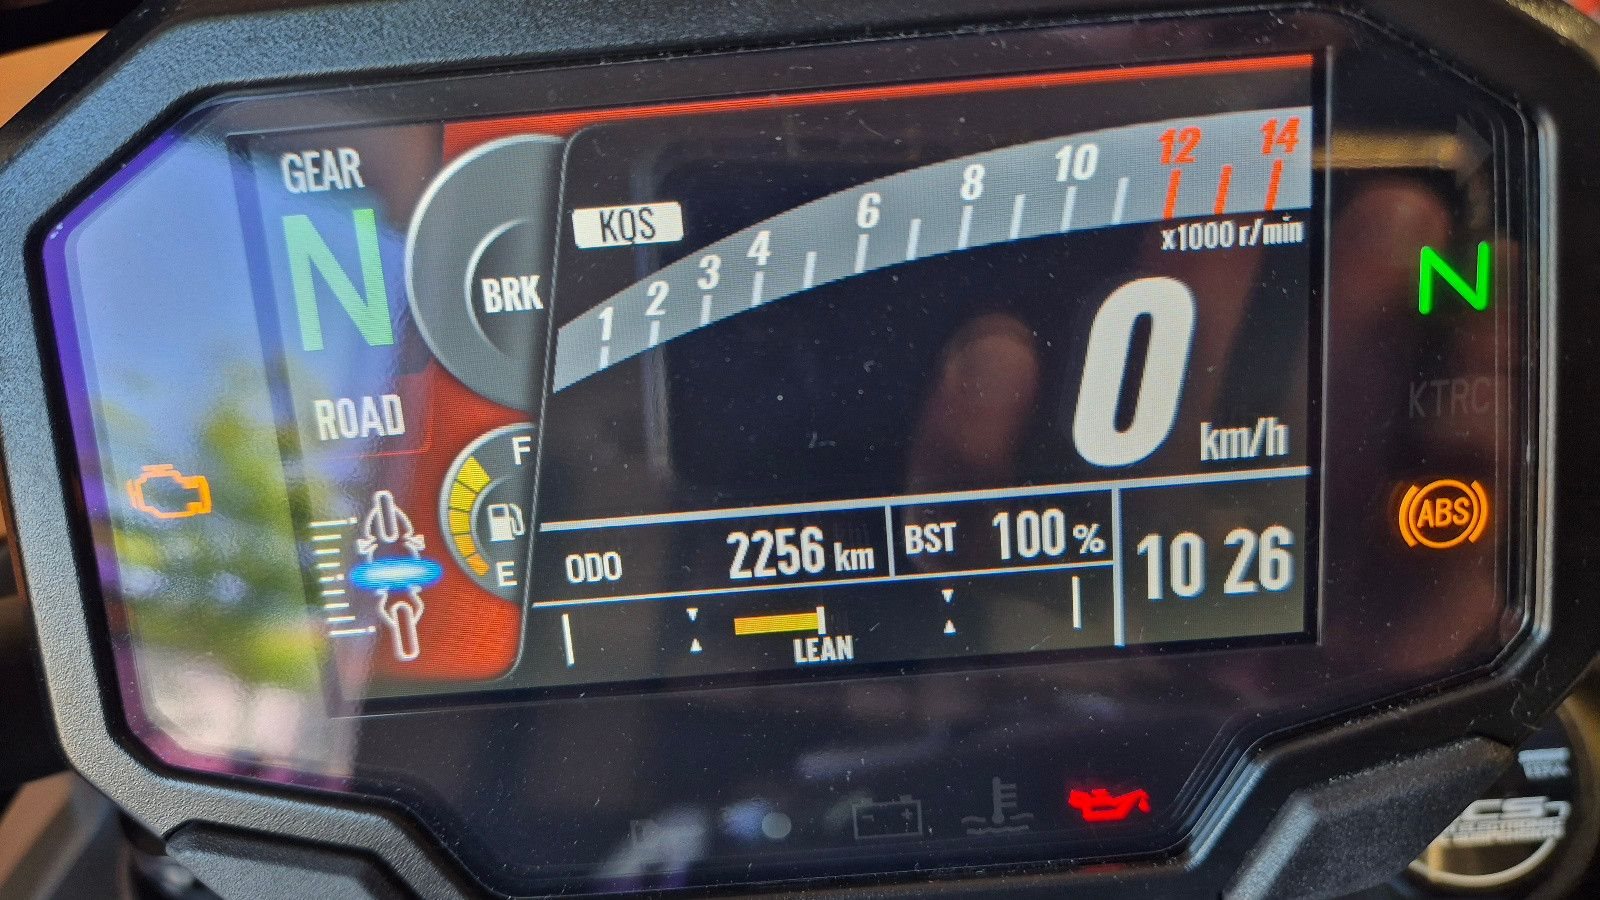 GEAR
N
BRK
KQS
1 2 3 4 6 8 10 12 14
x1000 r/min
0 km/h
ROAD
F
E
ODO 2256 km
BST 100 %
10 26
LEAN
N
KTRC
ABS